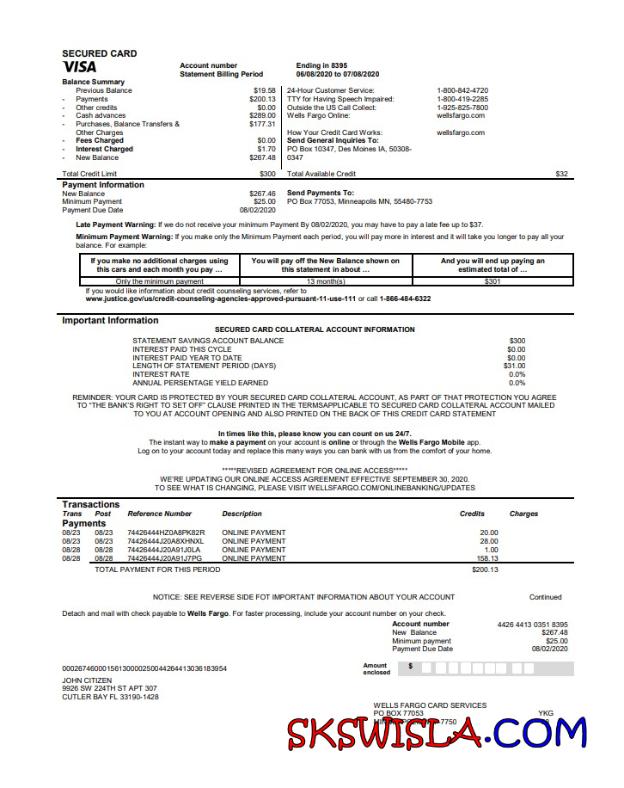 SECURED CARD
VISA
Account number Ending in 8395
Statement Billing Period 06/08/2020 to 07/08/2020
Balance Summary
Previous Balance $19.58
- Payments $200.13
- Other credits $0.00
- Cash advances $289.00
- Purchases, Balance Transfers & $177.31
Other Charges
- Fees Charged $0.00
- Interest Charged $1.70
- New Balance $267.48
24-Hour Customer Service: 1-800-842-4720
TTY for Having Speech Impaired: 1-800-419-2285
Outside the US Call Collect: 1-925-825-7800
Wells Fargo Online: wellsfargo.com
How Your Credit Card Works: wellsfargo.com
Send General Inquiries To:
PO Box 10347, Des Moines IA, 50308-
0347
Total Credit Limit $300 Total Available Credit $32
Payment Information
New Balance $267.46 Send Payments To:
Minimum Payment $25.00 PO Box 77053, Minneapolis MN, 55480-7753
Payment Due Date 08/02/2020
Late Payment Warning: If we do not receive your minimum Payment By 08/02/2020, you may have to pay a late fee up to $37.
Minimum Payment Warning: If you make only the Minimum Payment each period, you will pay more in interest and it will take you longer to pay all your
balance. For example:
If you make no additional charges using You will pay off the New Balance shown on And you will end up paying an
this cars and each month you pay ... this statement in about ... estimated total of ...
Only the minimum payment 13 month(s) $301
If you would like information about credit counseling services, refer to
www.justice.gov/us/credit-counseling-agencies-approved-pursuant-11-use-111 or call 1-866-484-6322
Important Information
SECURED CARD COLLATERAL ACCOUNT INFORMATION
STATEMENT SAVINGS ACCOUNT BALANCE $300
INTEREST PAID THIS CYCLE $0.00
INTEREST PAID YEAR TO DATE $0.00
LENGTH OF STATEMENT PERIOD (DAYS) $31.00
INTEREST RATE 0.0%
ANNUAL PERSENTAGE YIELD EARNED 0.0%
REMINDER: YOUR CARD IS PROTECTED BY YOUR SECURED CARD COLLATERAL ACCOUNT, AS PART OF THAT PROTECTION YOU AGREE
TO "THE BANK'S RIGHT TO SET OFF" CLAUSE PRINTED IN THE TERMSAPPLICABLE TO SECURED CARD COLLATERAL ACCOUNT MAILED
TO YOU AT ACCOUNT OPENING AND ALSO PRINTED ON THE BACK OF THIS CREDIT CARD STATEMENT
In times like this, please know you can count on us 24/7.
The instant way to make a payment on your account is online or through the Wells Fargo Mobile app.
Log on to your account today and replace this many ways you can bank with us from the comfort of your home.
*****REVISED AGREEMENT FOR ONLINE ACCESS*****
WE'RE UPDATING OUR ONLINE ACCESS AGREEMENT EFFECTIVE SEPTEMBER 30, 2020.
TO SEE WHAT IS CHANGING, PLEASE VISIT WELLSFARGO.COM/ONLINEBANKING/UPDATES
Transactions
Trans Post Reference Number Description Credits Charges
Payments
08/23 08/23 74426444HZ0A8PK82R ONLINE PAYMENT 20.00
08/23 08/23 74426444J20A8XHNXL ONLINE PAYMENT 28.00
08/28 08/28 74426444J20A91J0LA ONLINE PAYMENT 1.00
08/28 08/28 74426444J20A91J7PG ONLINE PAYMENT 158.13
TOTAL PAYMENT FOR THIS PERIOD $200.13
NOTICE: SEE REVERSE SIDE FOT IMPORTANT INFORMATION ABOUT YOUR ACCOUNT Continued
Detach and mail with check payable to Wells Fargo. For faster processing, include your account number on your check.
Account number 4426 4413 0351 8395
New Balance $267.48
Minimum payment $25.00
Payment Due Date 08/02/2020
0002674600015613000025004426441303618395​4
Amount
enclosed $
JOHN CITIZEN
9926 SW 224TH ST APT 307
CUTLER BAY FL 33190-1428
WELLS FARGO CARD SERVICES
PO BOX 77053 YKG
7750
SKSWISLA.COM